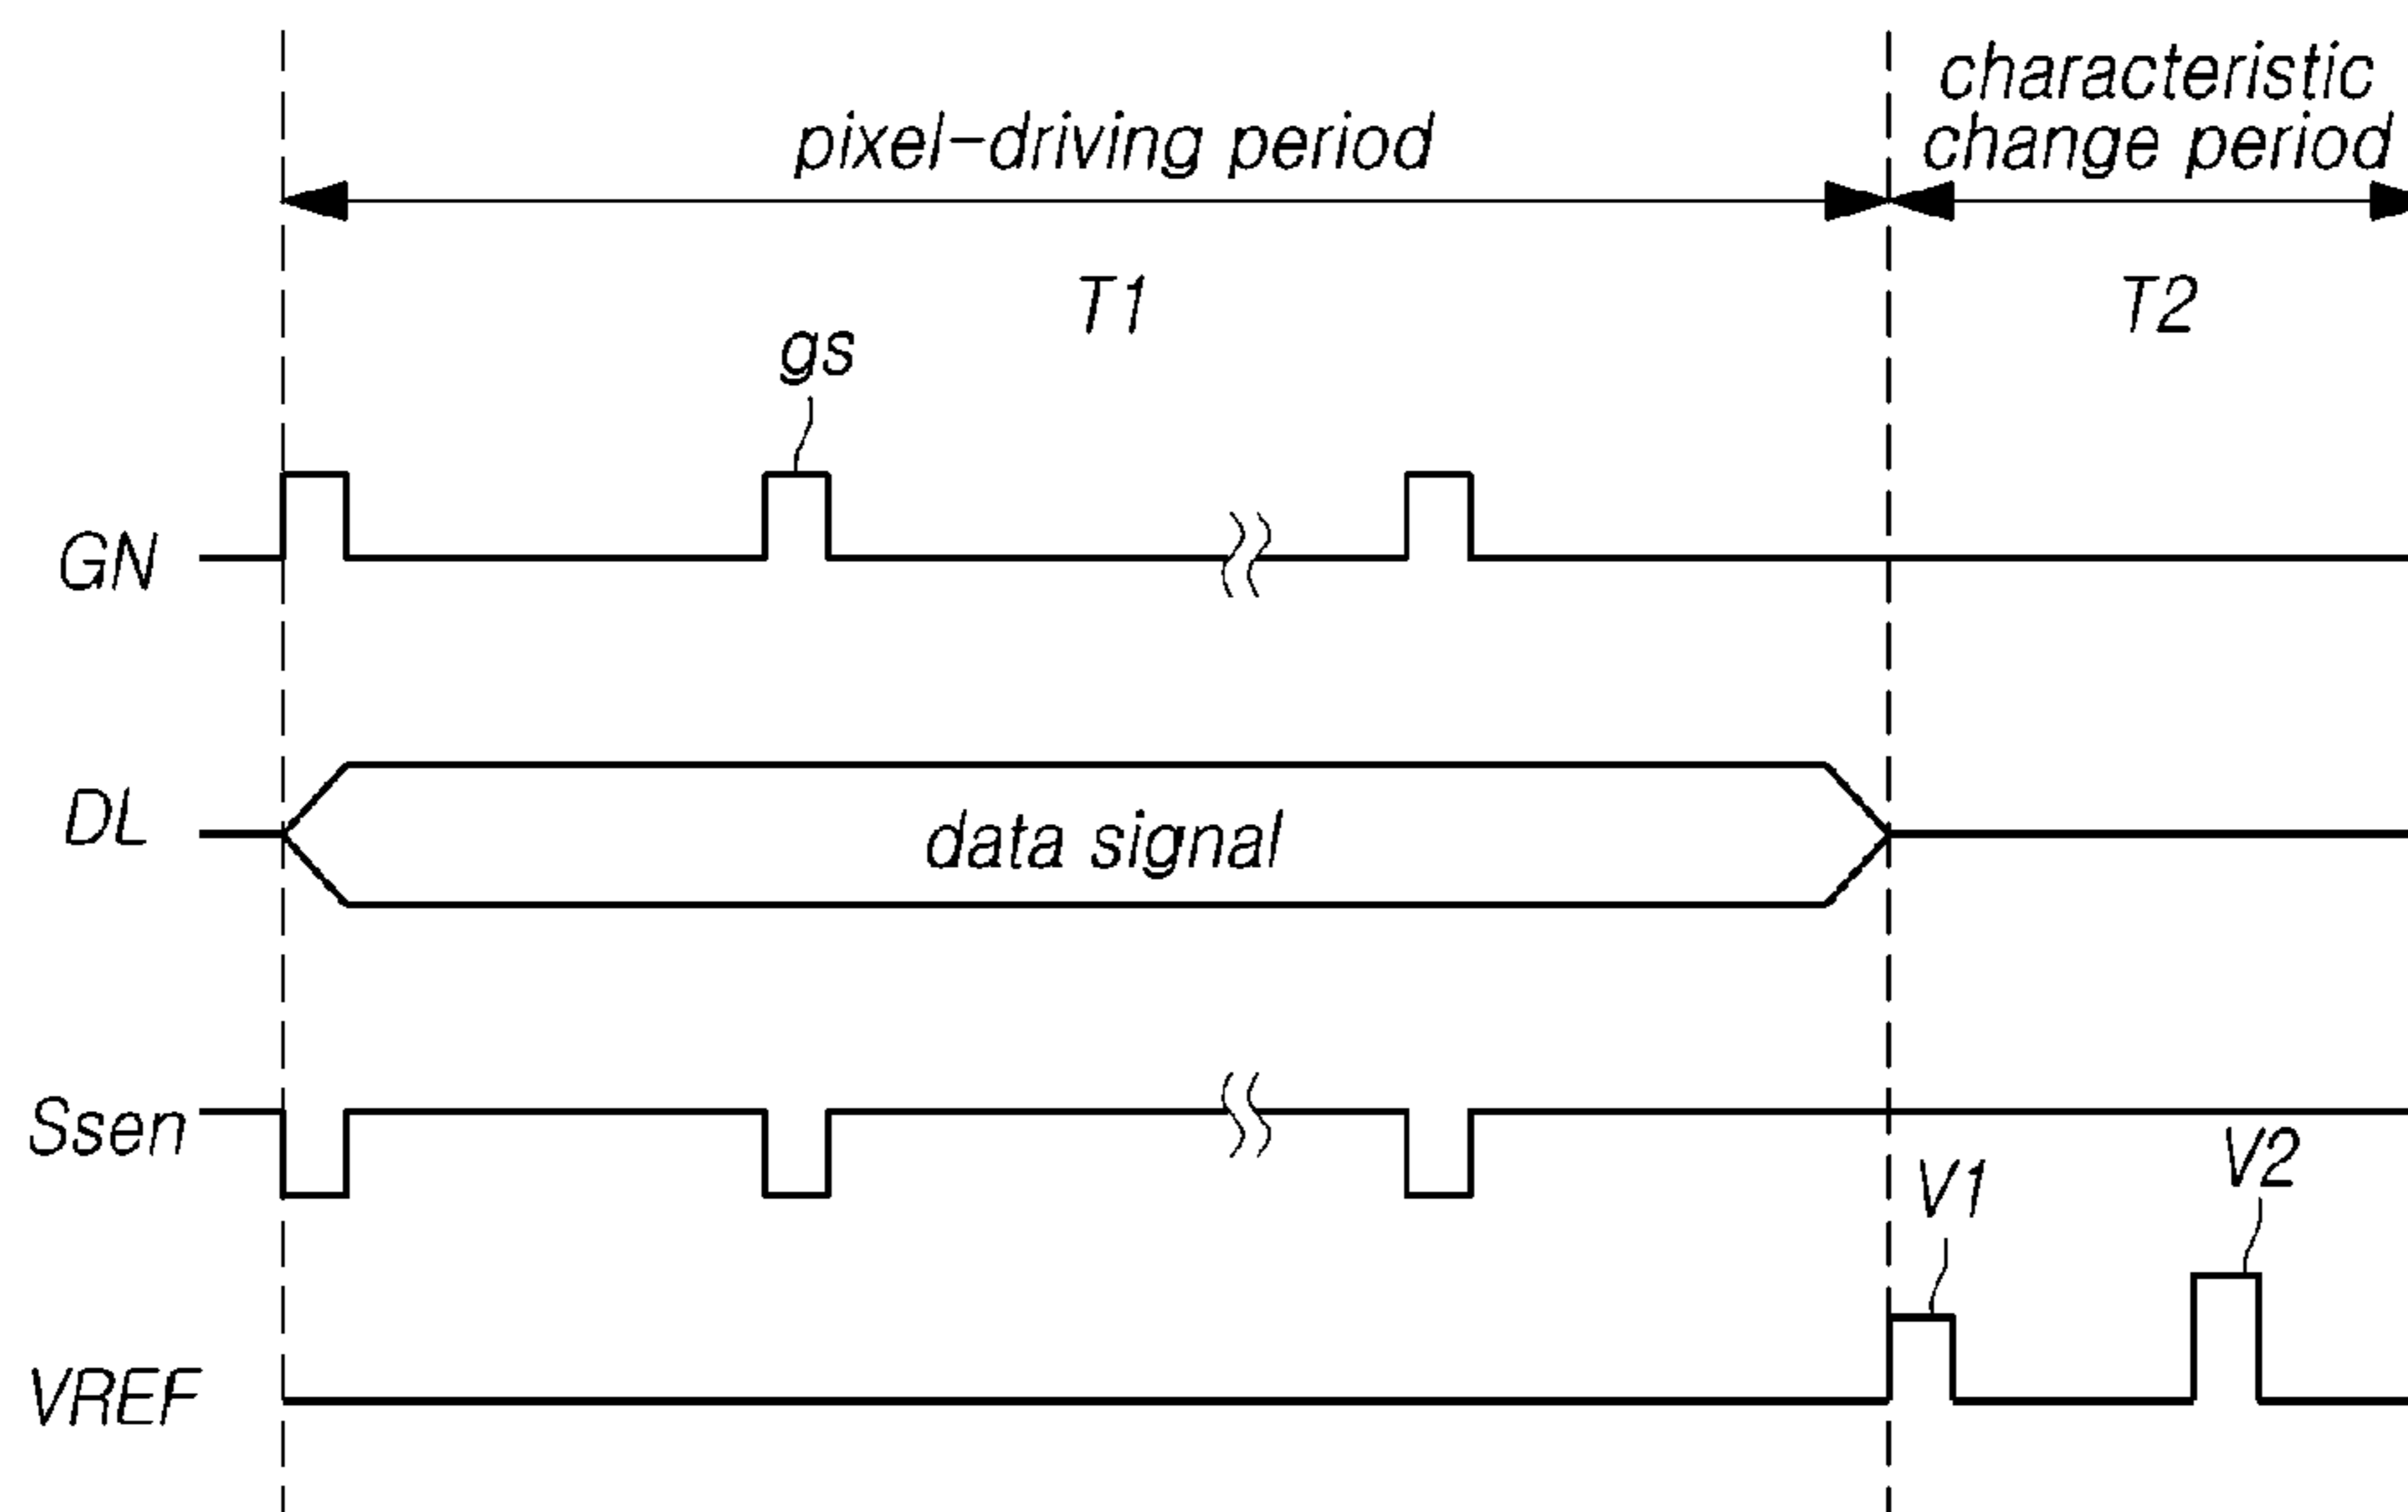 characteristic
change period
pixel-driving period
T1
T2
gs
GN
DL
data signal
Ssen
V1
V2
VREF